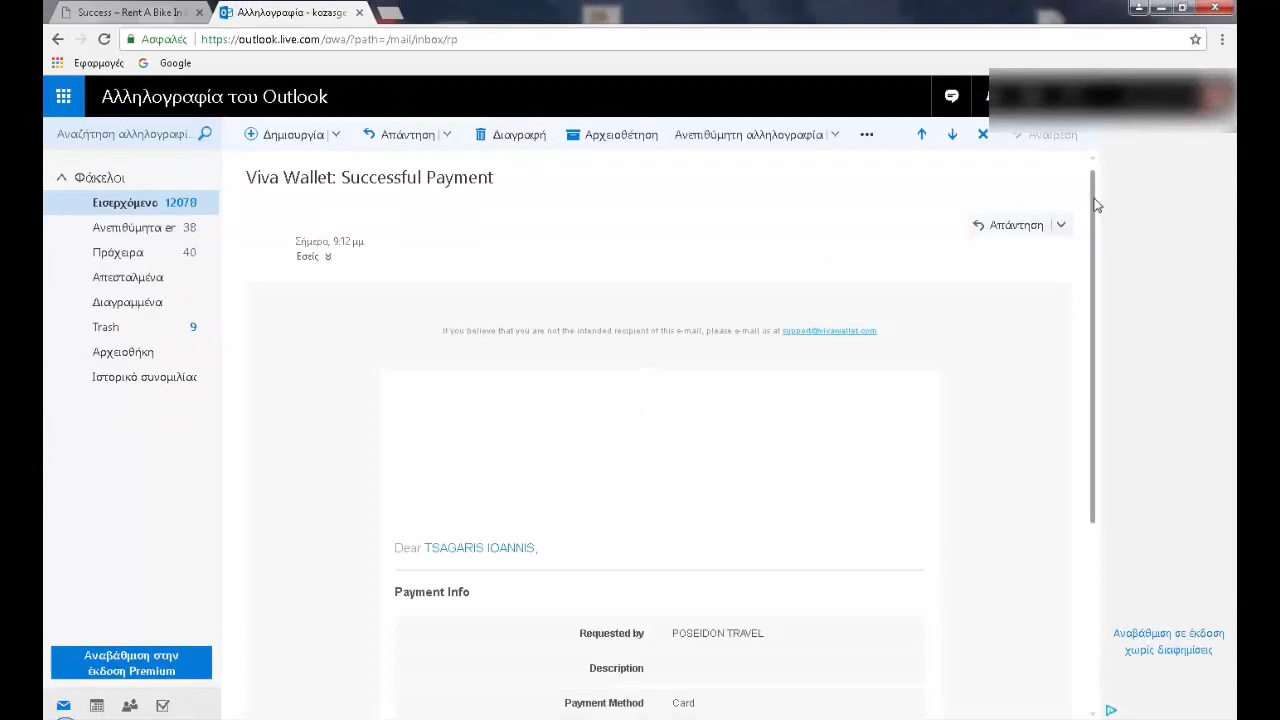 Success – Rent A Bike In
Αλληλογραφία - kazasge
Ασφαλές
https://outlook.live.com/owa/?path=/mail/inbox/rp
Εφαρμογές
Google
Αλληλογραφία του Outlook
Αναζήτηση αλληλογραφί..
Δημιουργία
Απάντηση
Διαγραφή
Αρχειοθέτηση
Ανεπιθύμητη αλληλογραφία
Αναίρεση
Φάκελοι
Εισερχόμενα 12078
Ανεπιθύμητα er 38
Πρόχειρα 40
Απεσταλμένα
Διαγραμμένα
Trash 9
Αρχειοθήκη
Ιστορικό συνομιλίας
Viva Wallet: Successful Payment
Απάντηση
Σήμερα, 9:12 μμ
Εσείς
If you believe that you are not the intended recipient of this e-mail, please e-mail us at support@vivawallet.com
Dear TSAGARIS IOANNIS,
Payment Info
Requested by POSEIDON TRAVEL
Description
Payment Method Card
Αναβάθμιση στην
έκδοση Premium
Αναβάθμιση σε έκδοση
χωρίς διαφημίσεις